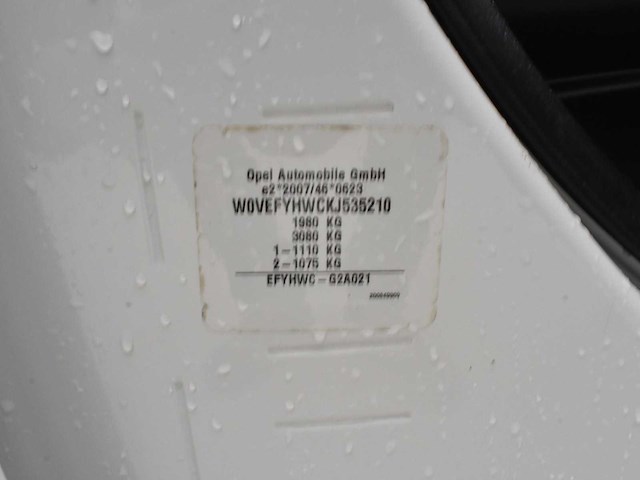 Opel Automobile GmbH
e2*2007/46*0623
W0VEFYHWCKJ535210
1980 KG
3080 KG
1-1110 KG
2-1075 KG
EFYHWC-G2A021